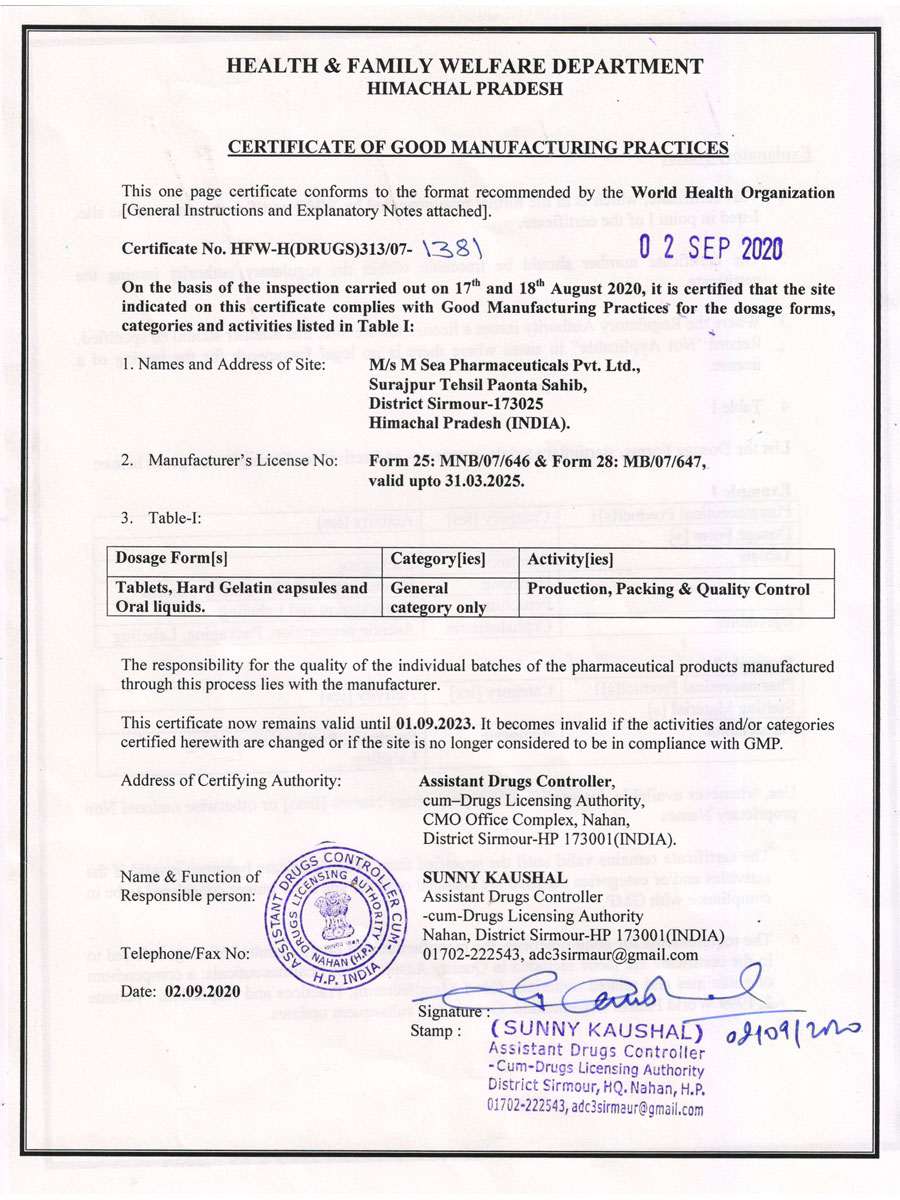 HEALTH & FAMILY WELFARE DEPARTMENT
HIMACHAL PRADESH
CERTIFICATE OF GOOD MANUFACTURING PRACTICES
This one page certificate conforms to the format recommended by the World Health Organization
[General Instructions and Explanatory Notes attached].
Certificate No. HFW-H(DRUGS)313/07- 1381
02 SEP 2020
On the basis of the inspection carried out on 17th and 18th August 2020, it is certified that the site
indicated on this certificate complies with Good Manufacturing Practices for the dosage forms,
categories and activities listed in Table I:
1. Names and Address of Site: M/s M Sea Pharmaceuticals Pvt. Ltd.,
Surajpur Tehsil Paonta Sahib,
District Sirmour-173025
Himachal Pradesh (INDIA).
2. Manufacturer's License No: Form 25: MNB/07/646 & Form 28: MB/07/647,
valid upto 31.03.2025.
3. Table-I:
Dosage Form[s] Category[ies] Activity[ies]
Tablets, Hard Gelatin capsules and General Production, Packing & Quality Control
Oral liquids. category only
The responsibility for the quality of the individual batches of the pharmaceutical products manufactured
through this process lies with the manufacturer.
This certificate now remains valid until 01.09.2023. It becomes invalid if the activities and/or categories
certified herewith are changed or if the site is no longer considered to be in compliance with GMP.
Address of Certifying Authority: Assistant Drugs Controller,
cum–Drugs Licensing Authority,
CMO Office Complex, Nahan,
District Sirmour-HP 173001(INDIA).
Name & Function of SUNNY KAUSHAL
Responsible person: Assistant Drugs Controller
-cum-Drugs Licensing Authority
Nahan, District Sirmour-HP 173001(INDIA)
Telephone/Fax No: 01702-222543, adc3sirmaur@gmail.com
ASSISTANT DRUGS CONTROLLER CUM-
DRUGS LICENSING AUTHORITY
NAHAN (H.P.)
H.P. INDIA
Date: 02.09.2020
Signature :
02/09/2020
Stamp : (SUNNY KAUSHAL)
Assistant Drugs Controller
-Cum-Drugs Licensing Authority
District Sirmour, HQ. Nahan, H.P.
01702-222543, adc3sirmaur@gmail.com